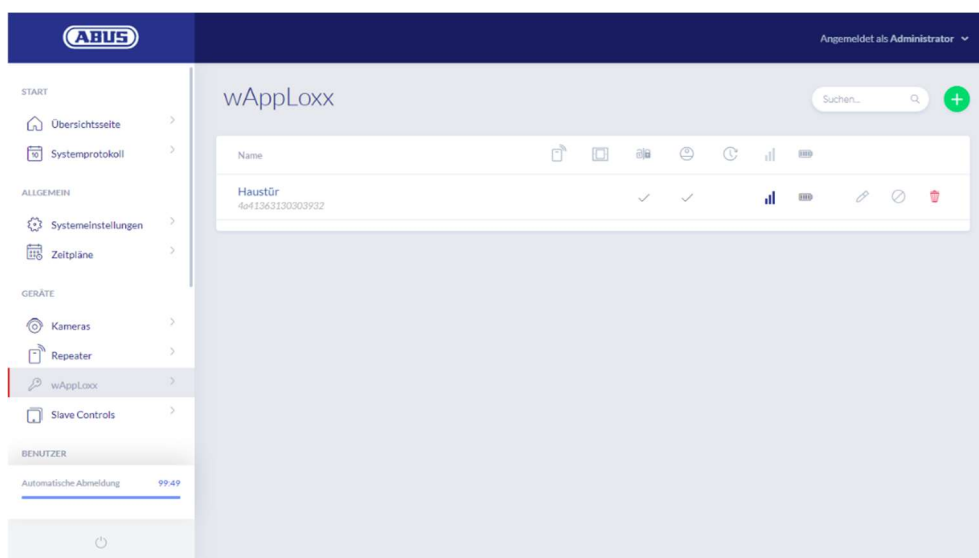 ABUS
Angemeldet als Administrator
START
Übersichtsseite
Systemprotokoll
ALLGEMEIN
Systemeinstellungen
Zeitpläne
GERÄTE
Kameras
Repeater
wAppLoxx
Slave Controls
BENUTZER
Automatische Abmeldung 99:49
wAppLoxx
Suchen...
Name
Haustür
4a41363130303932